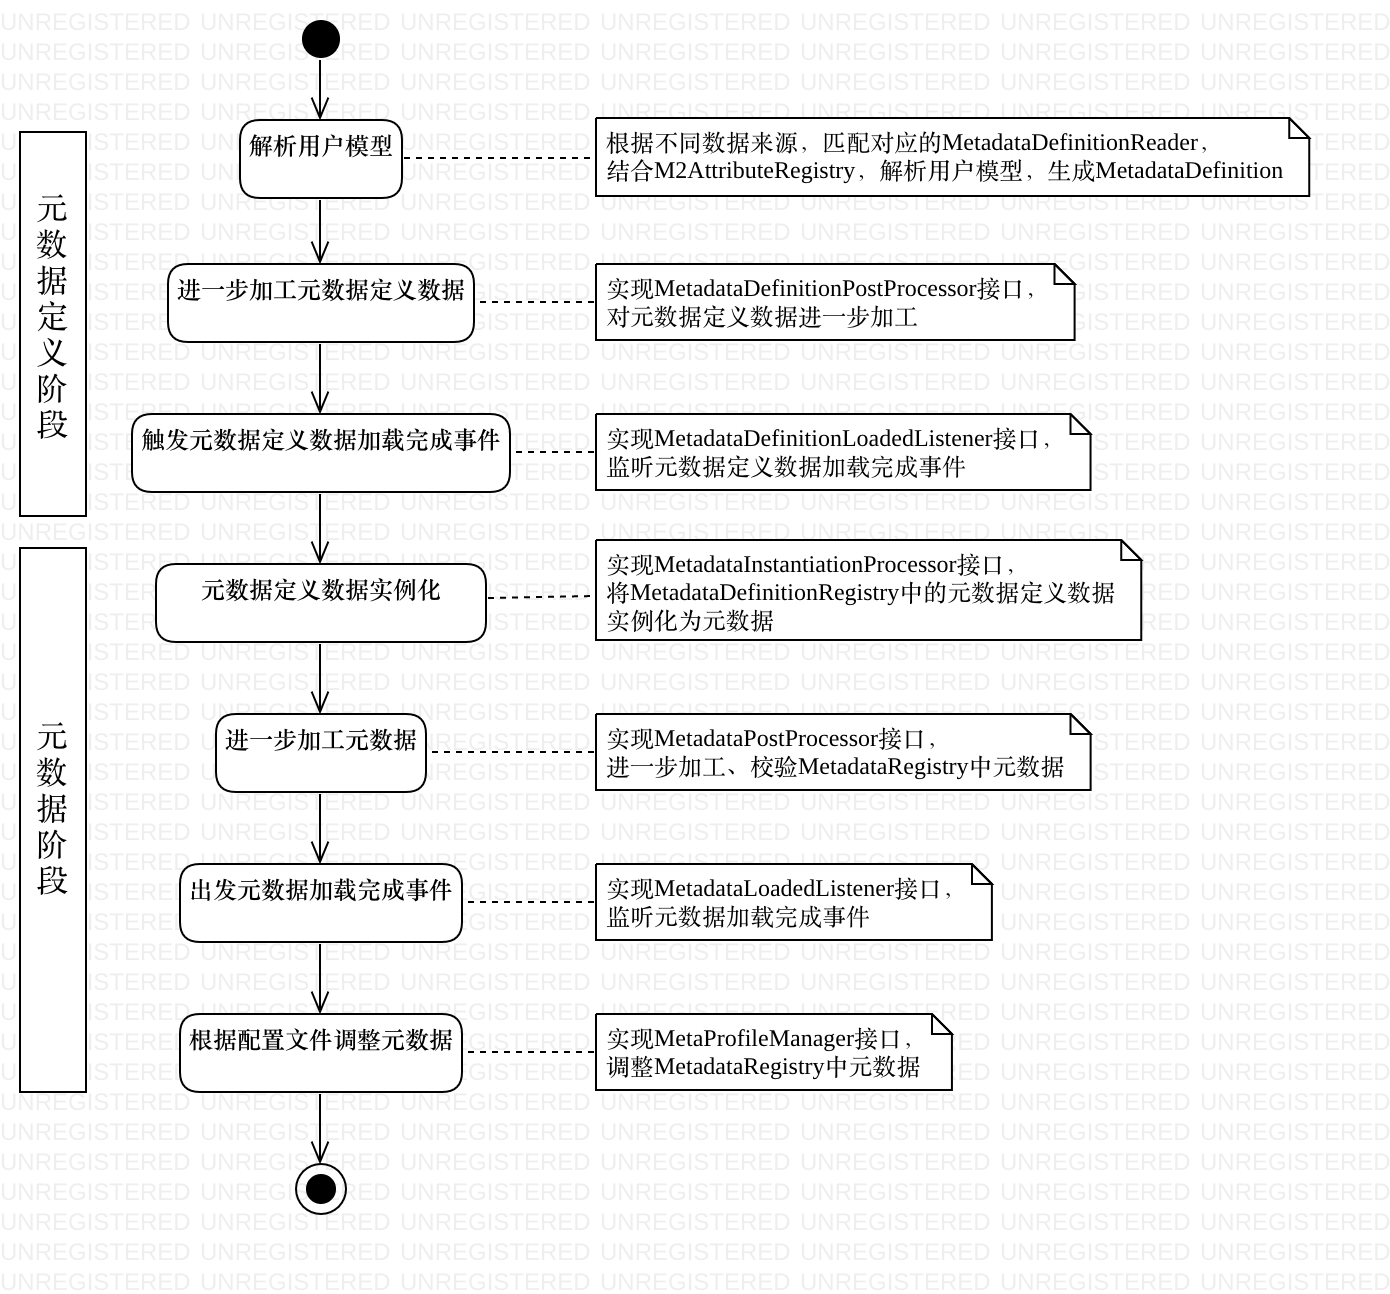 解析用户模型
根据不同数据来源，匹配对应的MetadataDefinitionReader，
结合M2AttributeRegistry，解析用户模型，生成MetadataDefinition
元数据定义阶段
进一步加工元数据定义数据
实现MetadataDefinitionPostProcessor接口，
对元数据定义数据进一步加工
触发元数据定义数据加载完成事件
实现MetadataDefinitionLoadedListener接口，
监听元数据定义数据加载完成事件
元数据定义数据实例化
实现MetadataInstantiationProcessor接口，
将MetadataDefinitionRegistry中的元数据定义数据
实例化为元数据
元数据阶段
进一步加工元数据
实现MetadataPostProcessor接口，
进一步加工、校验MetadataRegistry中元数据
出发元数据加载完成事件
实现MetadataLoadedListener接口，
监听元数据加载完成事件
根据配置文件调整元数据
实现MetaProfileManager接口，
调整MetadataRegistry中元数据
UNREGISTERED